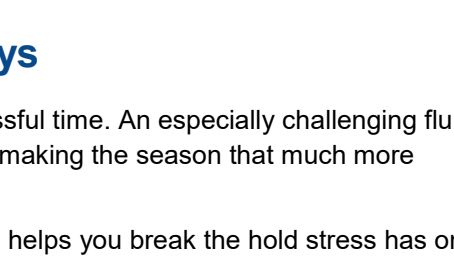 ys
ssful time. An especially challenging flu
making the season that much more
helps you break the hold stress has or